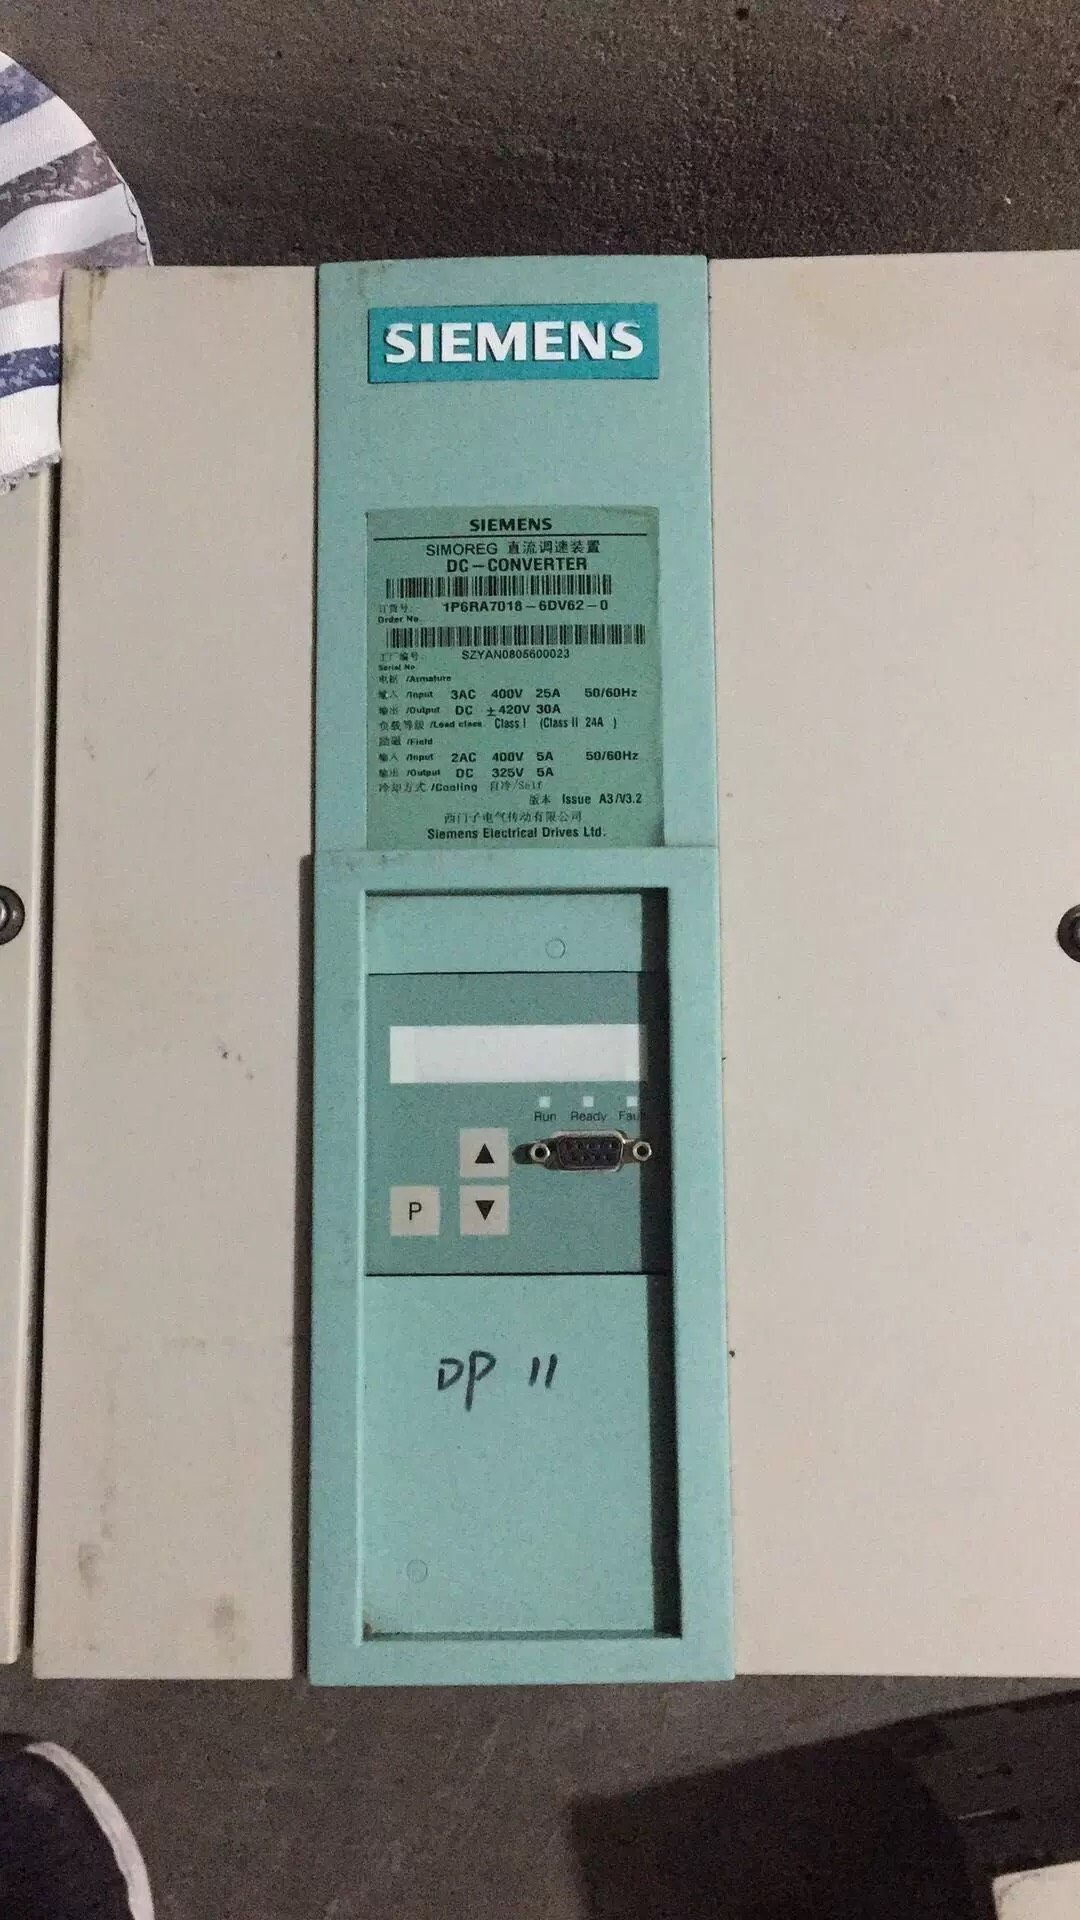 SIEMENS
SIEMENS
SIMOREG 直流调速装置
DC-CONVERTER
订货号: 1P6RA7018-6DV62-0
Order No.
工厂编号: SZYAN0805600023
Serial No
电枢 /Armature
输入 /Input 3AC 400V 25A 50/60Hz
输出 /Output DC ±420V 30A
负载等级 /Load class Class I (Class II 24A )
励磁 /Field
输入 /Input 2AC 400V 5A 50/60Hz
输出 /Output DC 325V 5A
冷却方式 /Cooling 自冷/Self
版本 Issue A3/V3.2
西门子电气传动有限公司
Siemens Electrical Drives Ltd.
Run Ready Fau
▲
P ▼
DP 11